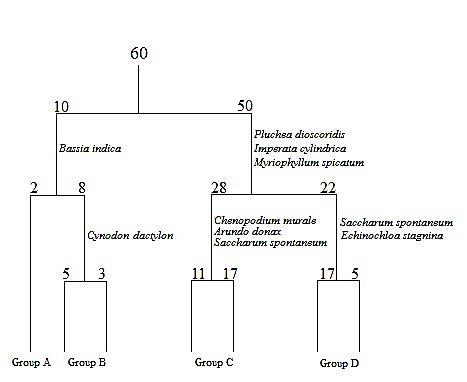 60
10 50
Bassia indica
Pluchea dioscoridis
Imperata cylindrica
Myriophyllum spicatum
2 8 28 22
Cynodon dactylon
Chenopodium murale
Arundo donax
Saccharum spontaneum
Saccharum spontaneum
Echinochloa stagnina
5 3 11 17 17 5
Group A Group B Group C Group D